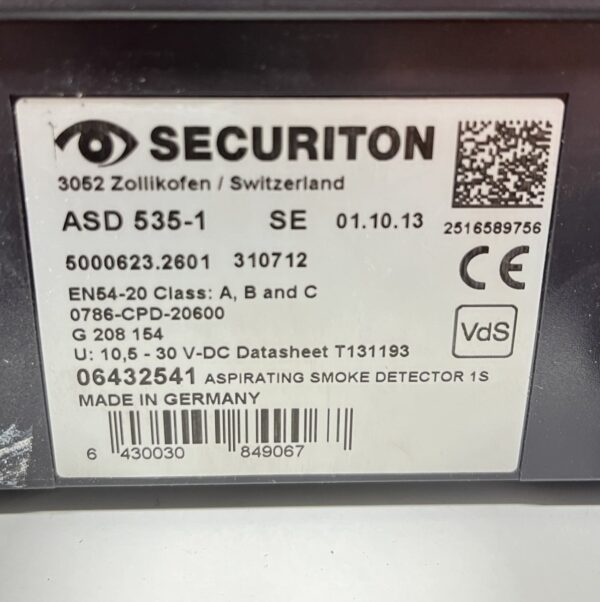 SECURITON
3052 Zollikofen / Switzerland
ASD 535-1 SE 01.10.13 2516589756
5000623.2601 310712
CE
EN54-20 Class: A, B and C
0786-CPD-20600
G 208 154
VdS
U: 10,5 - 30 V-DC Datasheet T131193
06432541 ASPIRATING SMOKE DETECTOR 1S
MADE IN GERMANY
6 430030 849067